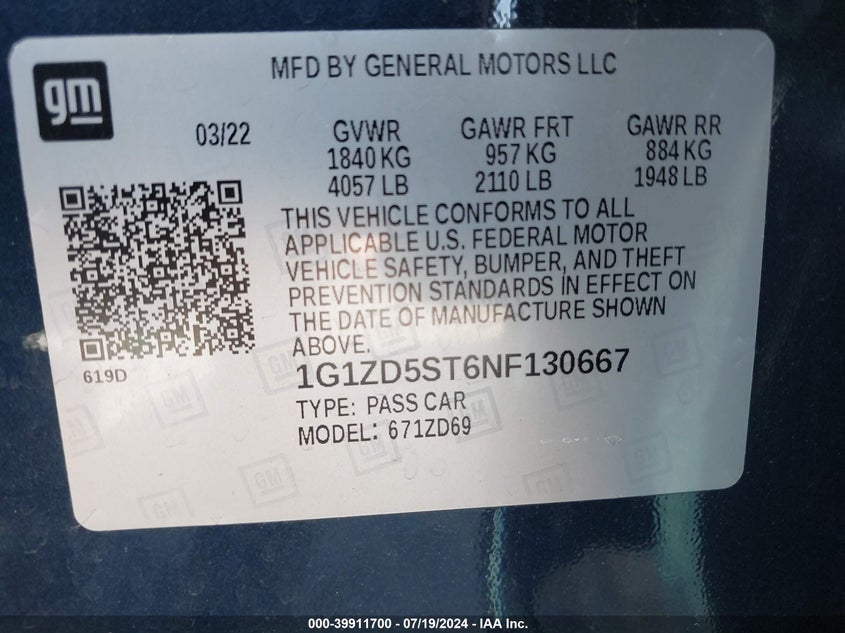 gm
MFD BY GENERAL MOTORS LLC
03/22
GVWR GAWR FRT GAWR RR
1840 KG 957 KG 884 KG
4057 LB 2110 LB 1948 LB
THIS VEHICLE CONFORMS TO ALL
APPLICABLE U.S. FEDERAL MOTOR
VEHICLE SAFETY, BUMPER, AND THEFT
PREVENTION STANDARDS IN EFFECT ON
THE DATE OF MANUFACTURE SHOWN
ABOVE.
619D
1G1ZD5ST6NF130667
TYPE: PASS CAR
MODEL: 671ZD69
GM GM GM
000-39911700 - 07/19/2024 - IAA Inc.